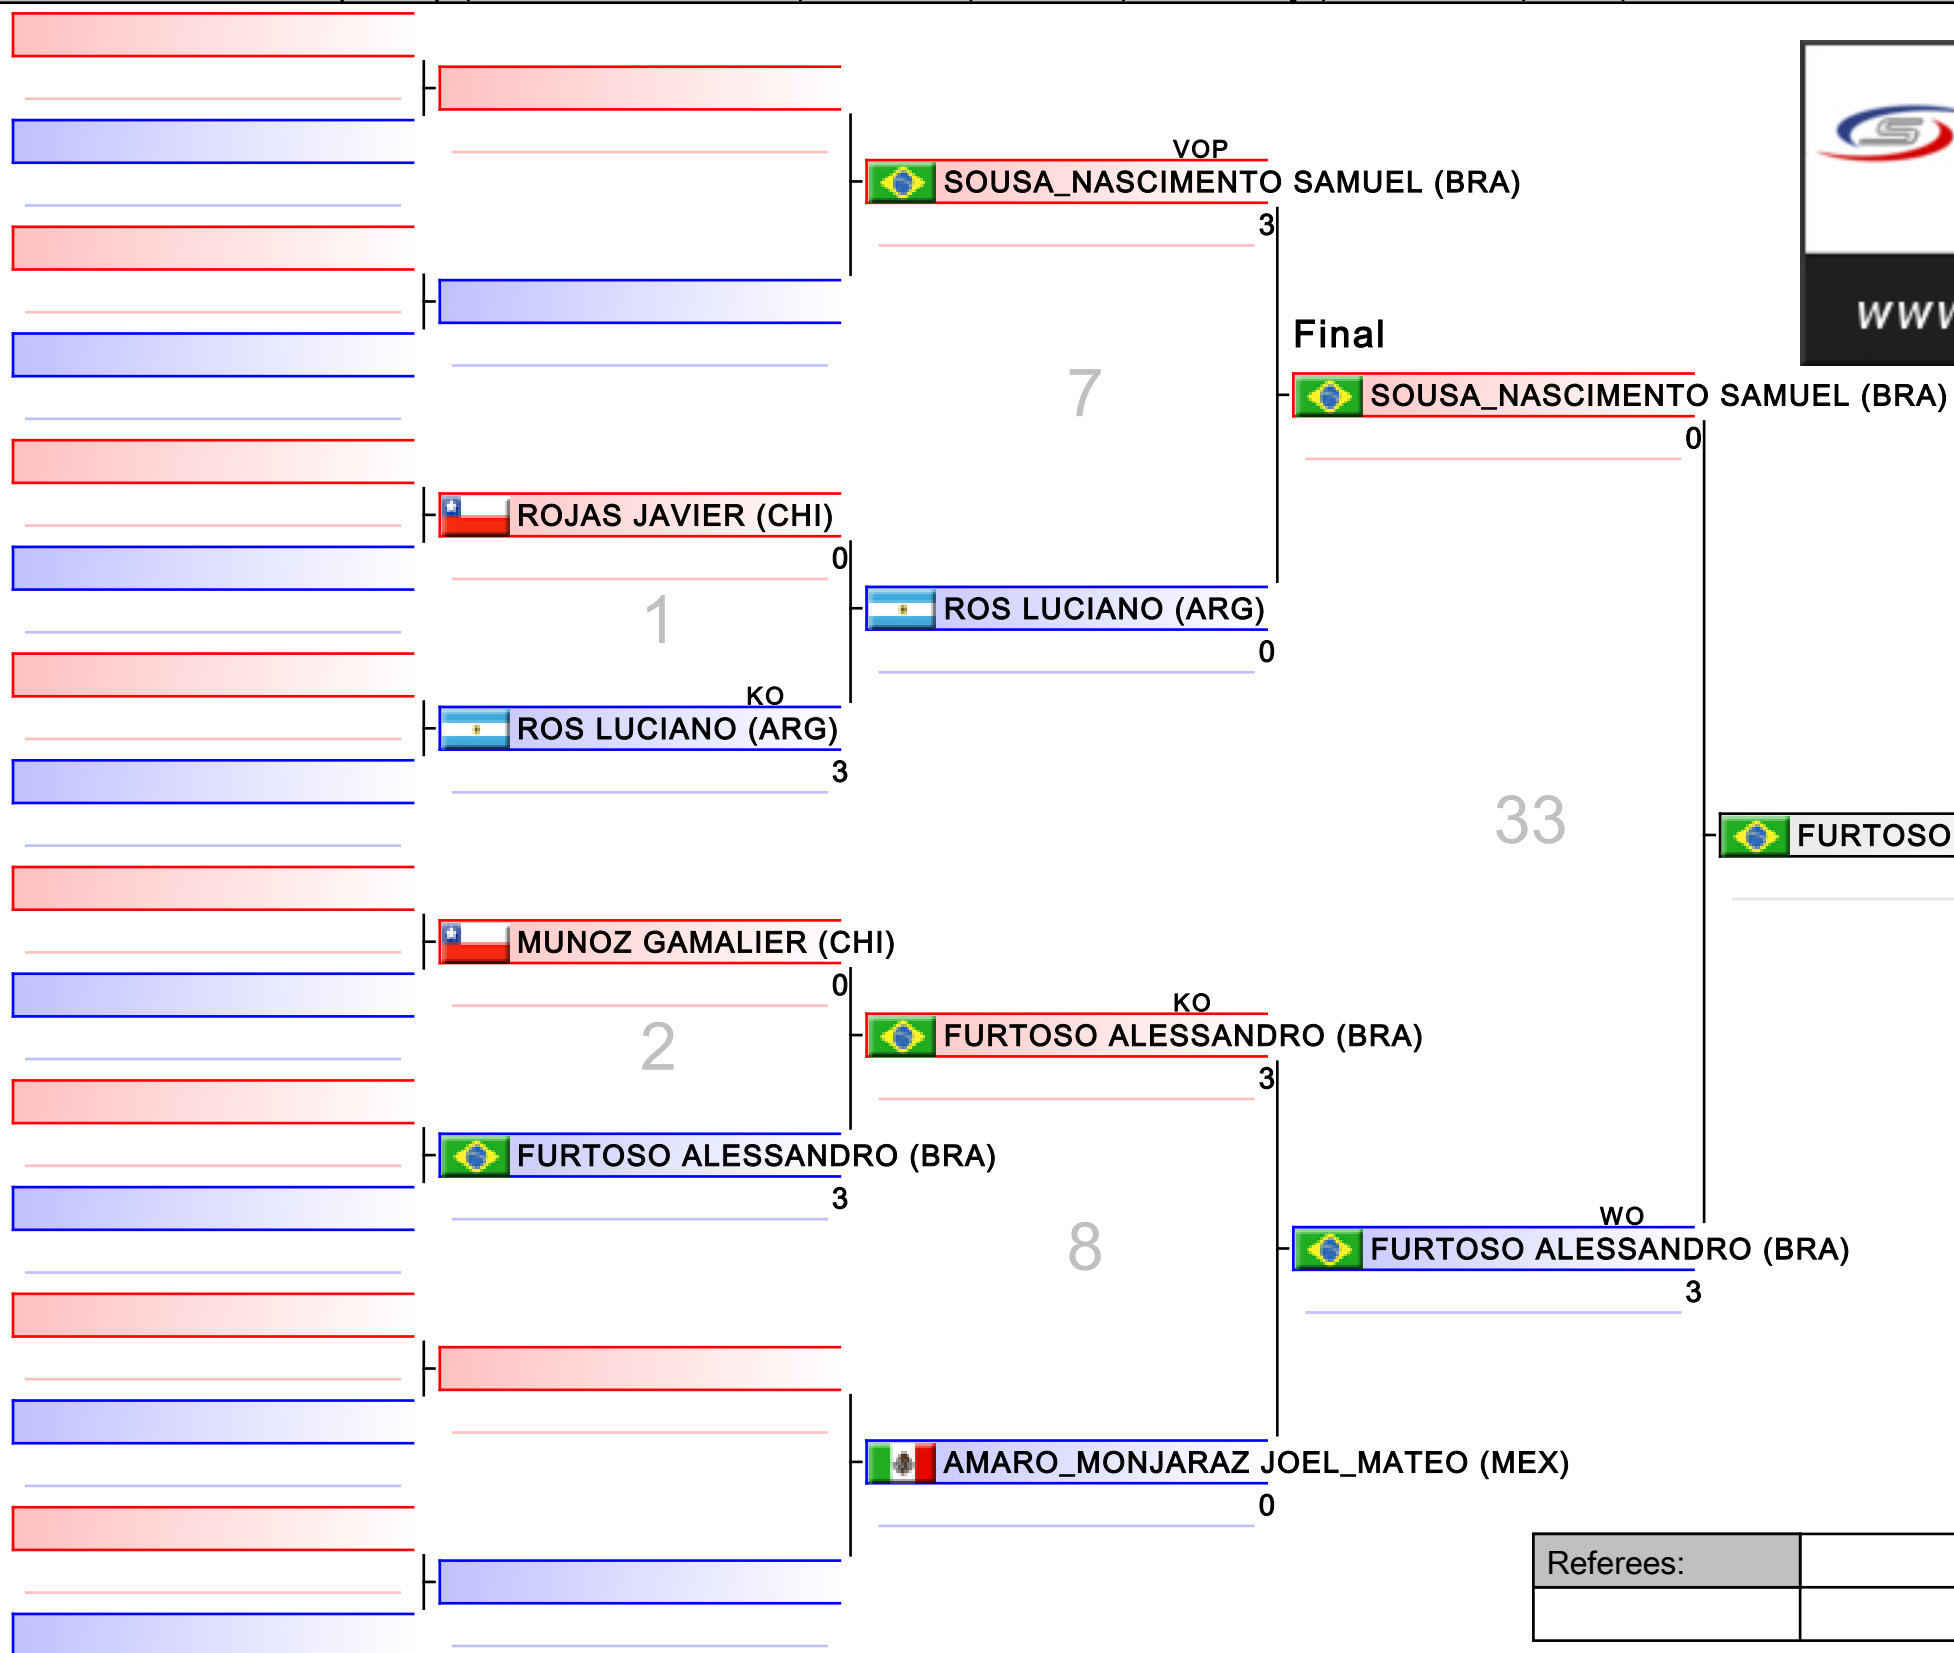 VOP
SOUSA_NASCIMENTO SAMUEL (BRA)
3
Final
7
SOUSA_NASCIMENTO SAMUEL (BRA)
0
ROJAS JAVIER (CHI)
0
1
ROS LUCIANO (ARG)
0
KO
ROS LUCIANO (ARG)
3
33
FURTOSO
MUNOZ GAMALIER (CHI)
0
2
KO
FURTOSO ALESSANDRO (BRA)
3
FURTOSO ALESSANDRO (BRA)
3
8
WO
FURTOSO ALESSANDRO (BRA)
3
AMARO_MONJARAZ JOEL_MATEO (MEX)
0
Referees: